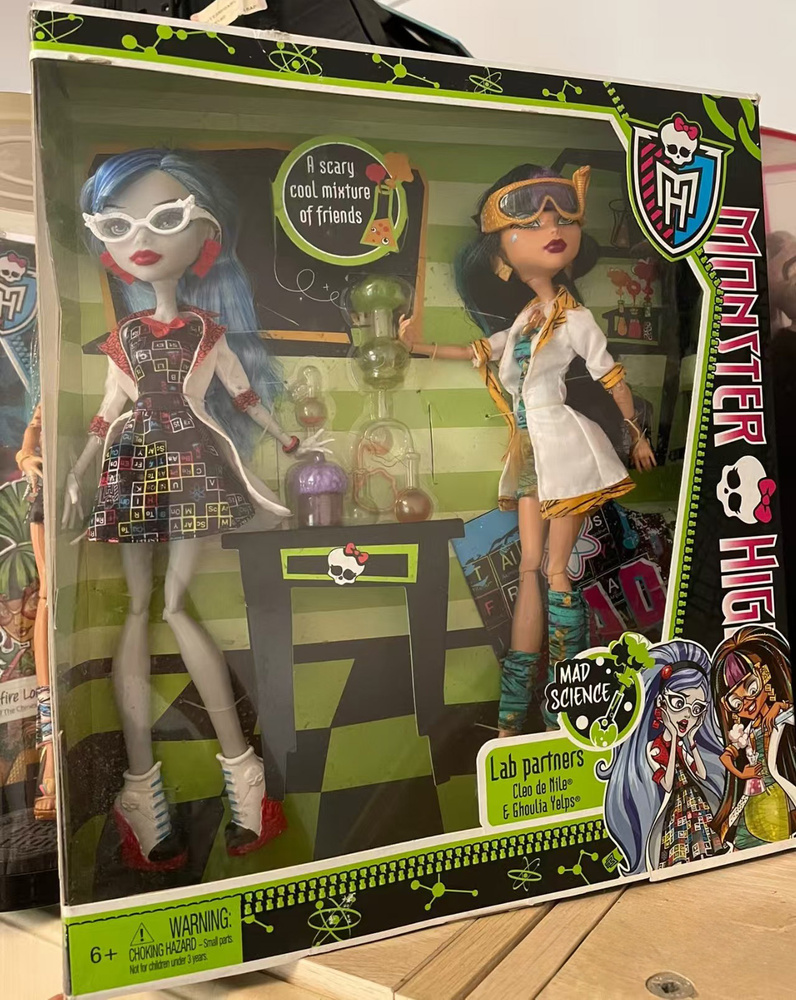 A scary
cool mixture
of friends
MONSTER
HIGH
MAD
SCIENCE
Lab partners
Cleo de Nile®
& Ghoulia Yelps®
6+
WARNING:
CHOKING HAZARD – Small parts.
Not for children under 3 years.